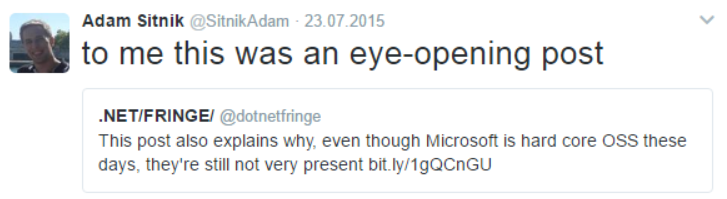 Adam Sitnik @SitnikAdam · 23.07.2015
to me this was an eye-opening post
.NET/FRINGE/ @dotnetfringe
This post also explains why, even though Microsoft is hard core OSS these
days, they're still not very present bit.ly/1gQCnGU